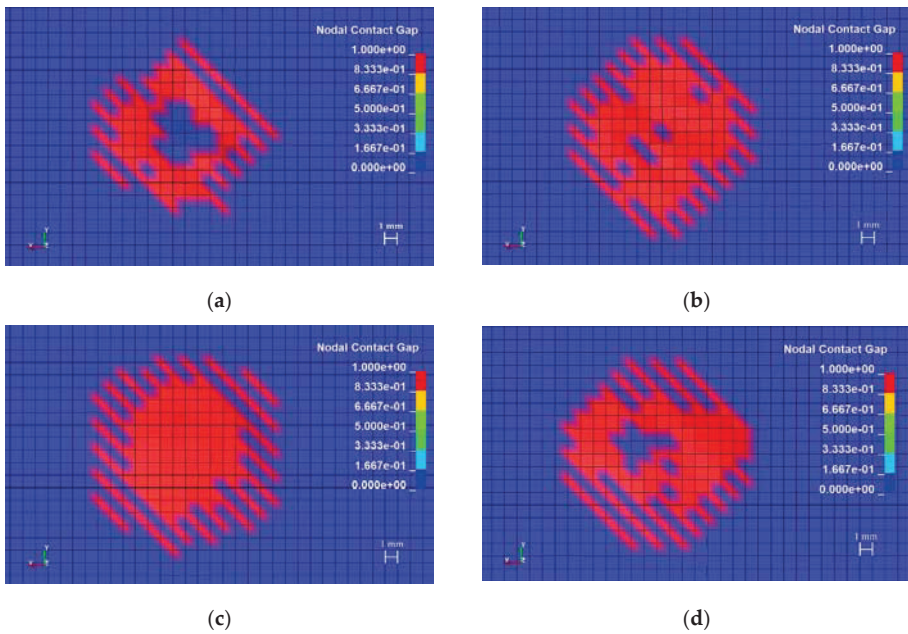 Nodal Contact Gap
1.000e+00
8.333e-01
6.667e-01
5.000e-01
3.333e-01
1.667e-01
0.000e+00
1 mm
(a)
Nodal Contact Gap
1.000e+00
8.333e-01
6.667e-01
5.000e-01
3.333e-01
1.667e-01
0.000e+00
1 mm
(b)
Nodal Contact Gap
1.000e+00
8.333e-01
6.667e-01
5.000e-01
3.333e-01
1.667e-01
0.000e+00
1 mm
(c)
Nodal Contact Gap
1.000e+00
8.333e-01
6.667e-01
5.000e-01
3.333e-01
1.667e-01
0.000e+00
1 mm
(d)